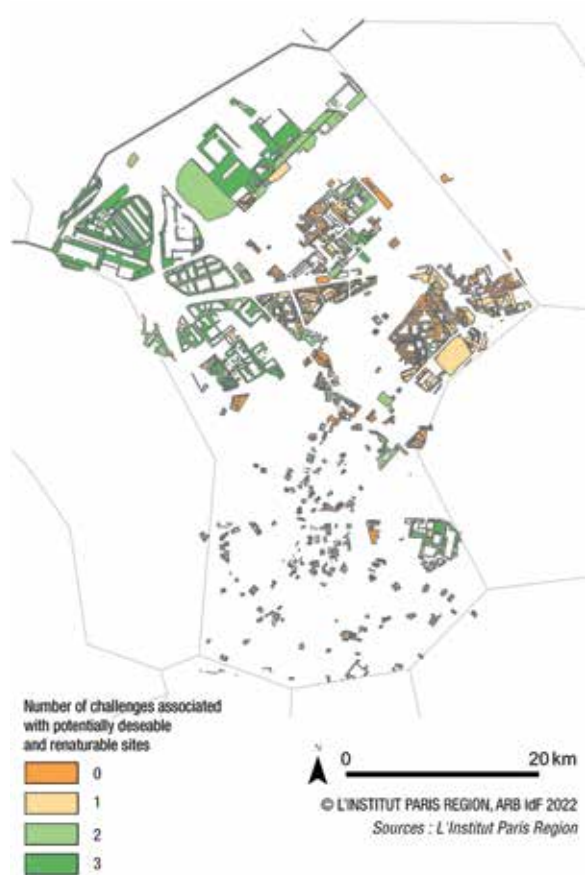 Number of challenges associated
with potentially deseable
and renaturable sites
0
1
2
3
N
0 20 km
© L'INSTITUT PARIS REGION, ARB IdF 2022
Sources : L'Institut Paris Region